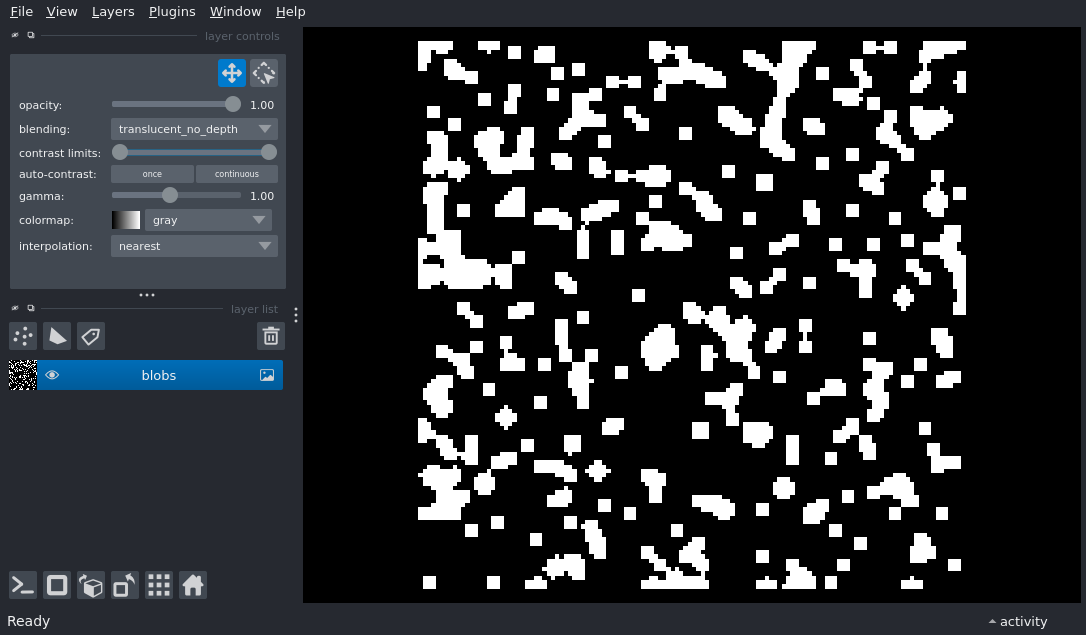 File View Layers Plugins Window Help
layer controls
opacity: 1.00
blending: translucent_no_depth
contrast limits:
auto-contrast: once continuous
gamma: 1.00
colormap: gray
interpolation: nearest
layer list
blobs
Ready
activity